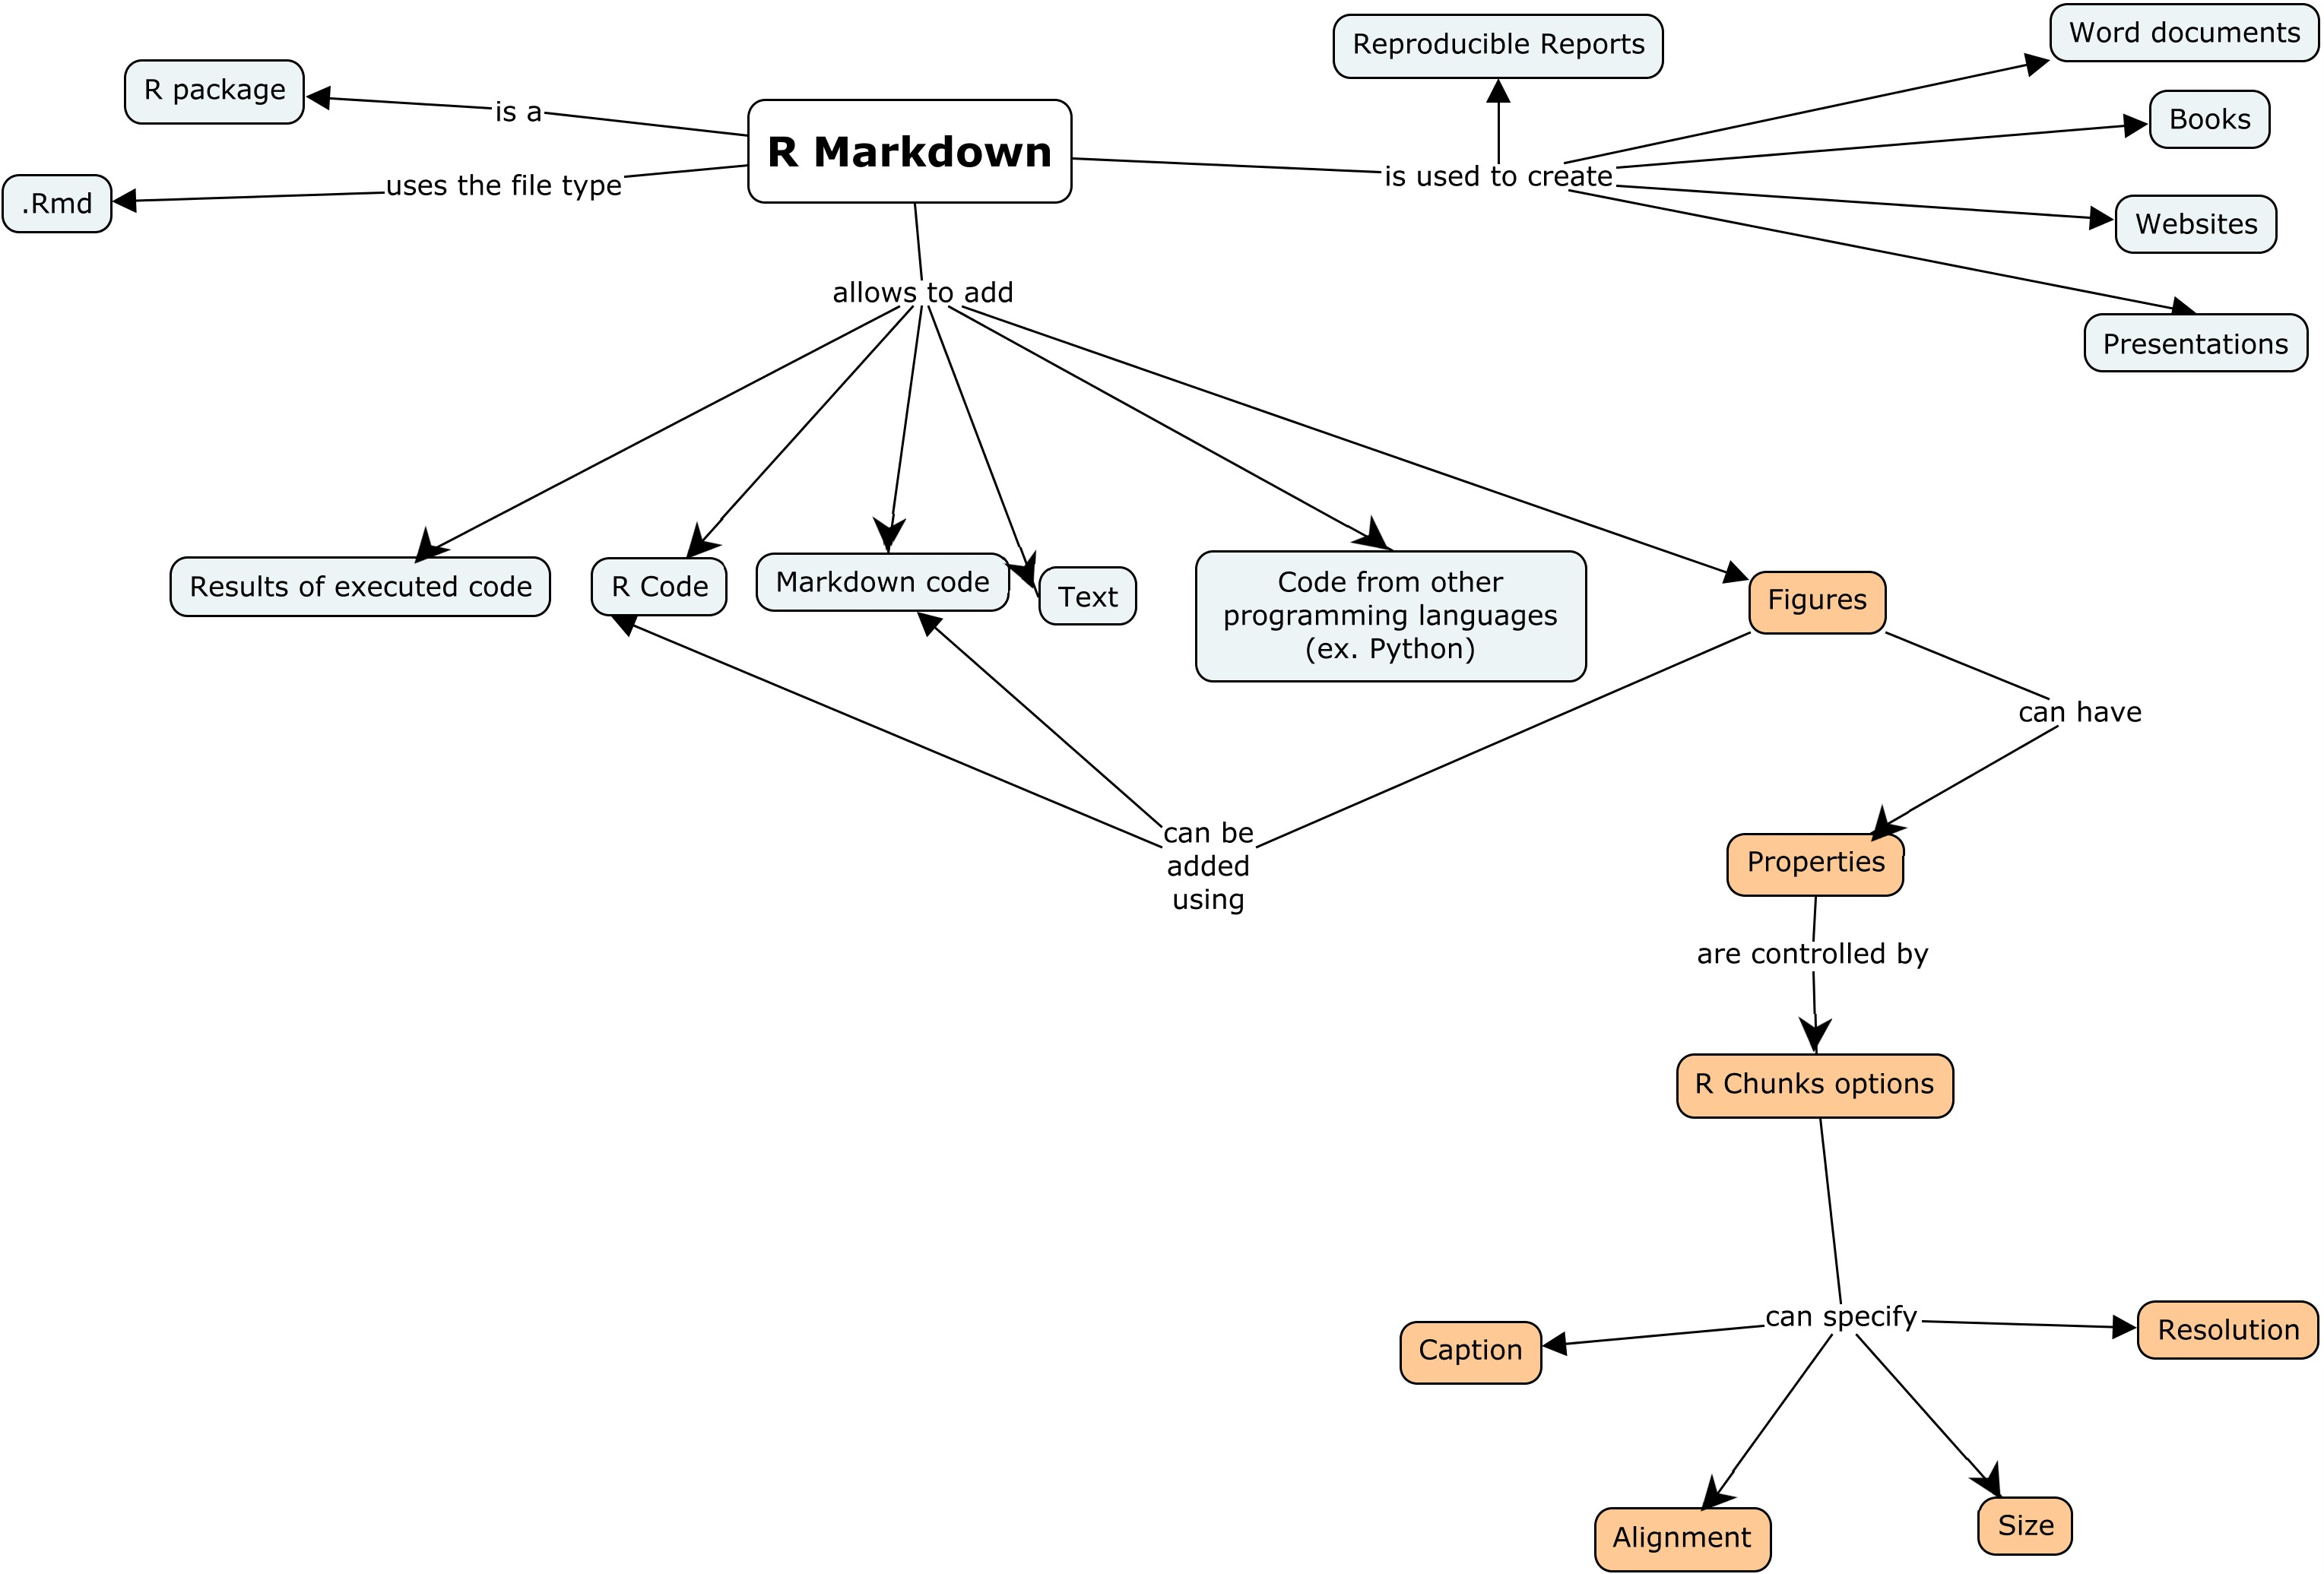 Reproducible Reports
Word documents
R package
is a
R Markdown
Books
.Rmd
uses the file type
is used to create
Websites
allows to add
Presentations
Results of executed code
R Code
Markdown code
Text
Code from other
programming languages
(ex. Python)
Figures
can have
can be
added
using
Properties
are controlled by
R Chunks options
can specify
Caption
Resolution
Alignment
Size